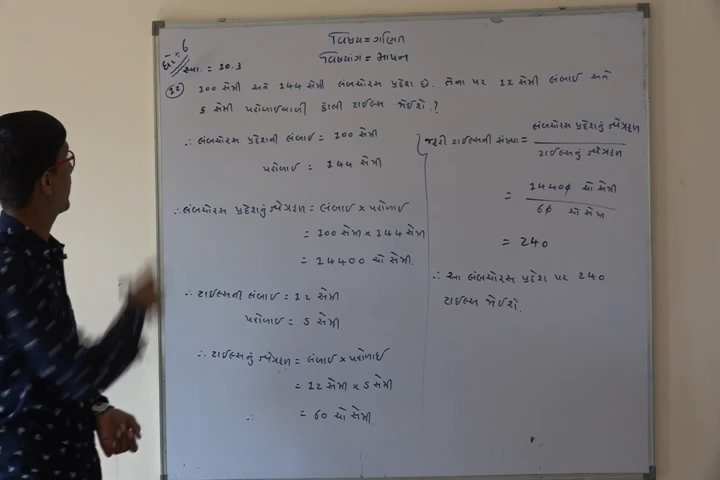 વિષય = ગણિત
વિષયાંગ = માપન
ધો - ૬
સ્વા. : ૧૦.૩
(૧૨) ૧૦૦ સેમી અને ૧૪૪ સેમી લંબચોરસ પ્રદેશ છે. તેના પર ૧૨ સેમી લંબાઈ અને
૫ સેમી પહોળાઈવાળી કેટલી ટાઈલ્સ જોઈશે.?
∴ લંબચોરસ પ્રદેશની લંબાઈ = ૧૦૦ સેમી
પહોળાઈ = ૧૪૪ સેમી
∴ લંબચોરસ પ્રદેશનું ક્ષેત્રફળ = લંબાઈ × પહોળાઈ
= ૧૦૦ સેમી × ૧૪૪ સેમી
= ૧૪૪૦૦ ચો સેમી.
∴ ટાઈલ્સની લંબાઈ = ૧૨ સેમી
પહોળાઈ = ૫ સેમી
∴ ટાઈલ્સનું ક્ષેત્રફળ = લંબાઈ × પહોળાઈ
= ૧૨ સેમી × ૫ સેમી
∴ = ૬૦ ચો સેમી.
જરૂરી ટાઈલ્સની સંખ્યા = લંબચોરસ પ્રદેશનું ક્ષેત્રફળ
ટાઈલ્સનું ક્ષેત્રફળ
= ૧૪૪૦૦ ચો સેમી
૬૦ ચો સેમી
= ૨૪૦
∴ આ લંબચોરસ પ્રદેશ પર ૨૪૦
ટાઈલ્સ જોઈશે.